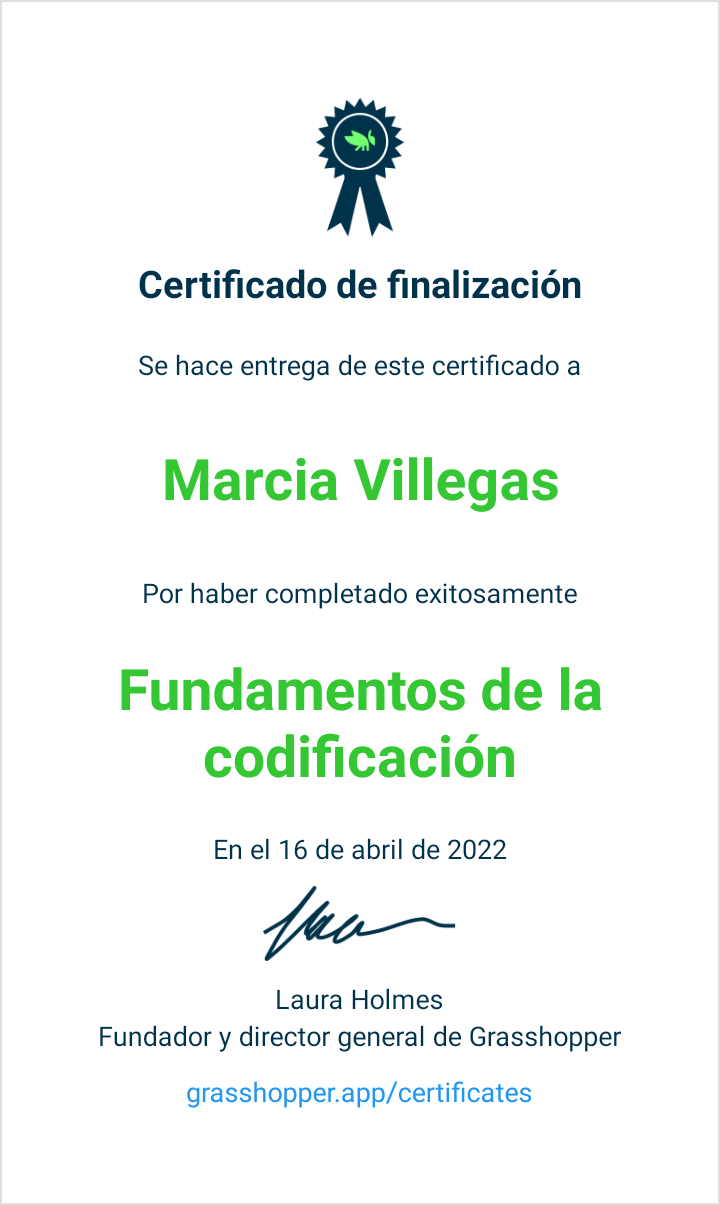 Certificado de finalización
Se hace entrega de este certificado a
Marcia Villegas
Por haber completado exitosamente
Fundamentos de la
codificación
En el 16 de abril de 2022
Laura Holmes
Fundador y director general de Grasshopper
grasshopper.app/certificates